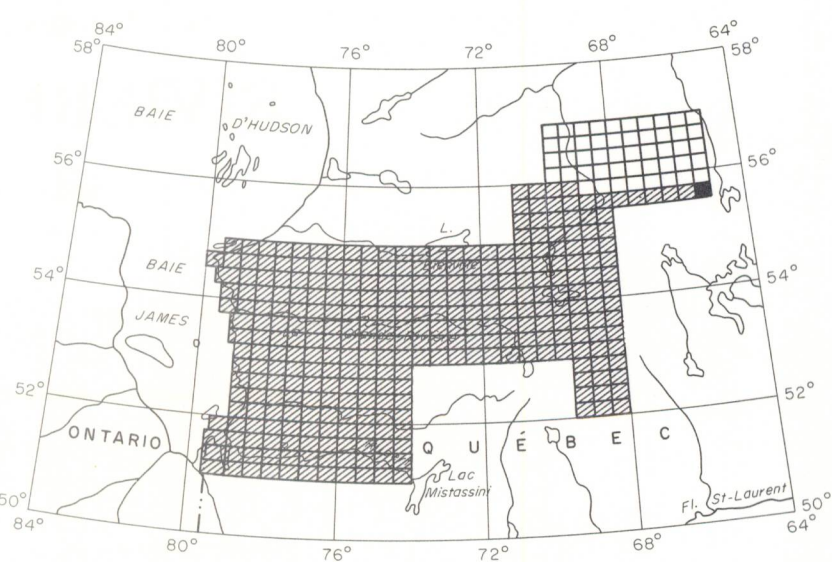 84° 80° 76° 72° 68° 64°
58° 58°
BAIE
D'HUDSON
56° 56°
L.
BAIE
54° 54°
JAMES
52° 52°
ONTARIO QUÉBEC
Lac
Mistassini
Fl. St-Laurent
50° 50°
84° 80° 76° 72° 68° 64°